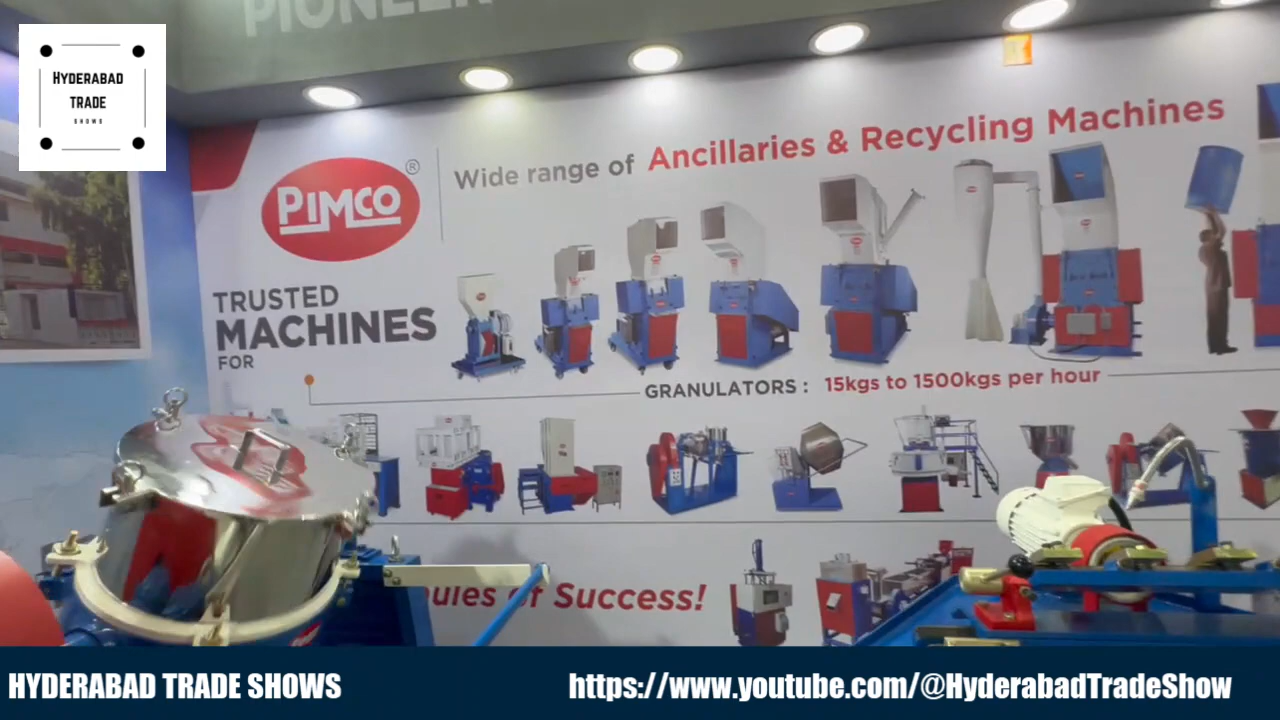 PIONEER
HYDERABAD
TRADE
SHOWS
PIMCO ®
Wide range of Ancillaries & Recycling Machines
TRUSTED
MACHINES
FOR
GRANULATORS : 15kgs to 1500kgs per hour
of Success!
HYDERABAD TRADE SHOWS
https://www.youtube.com/@HyderabadTradeShow